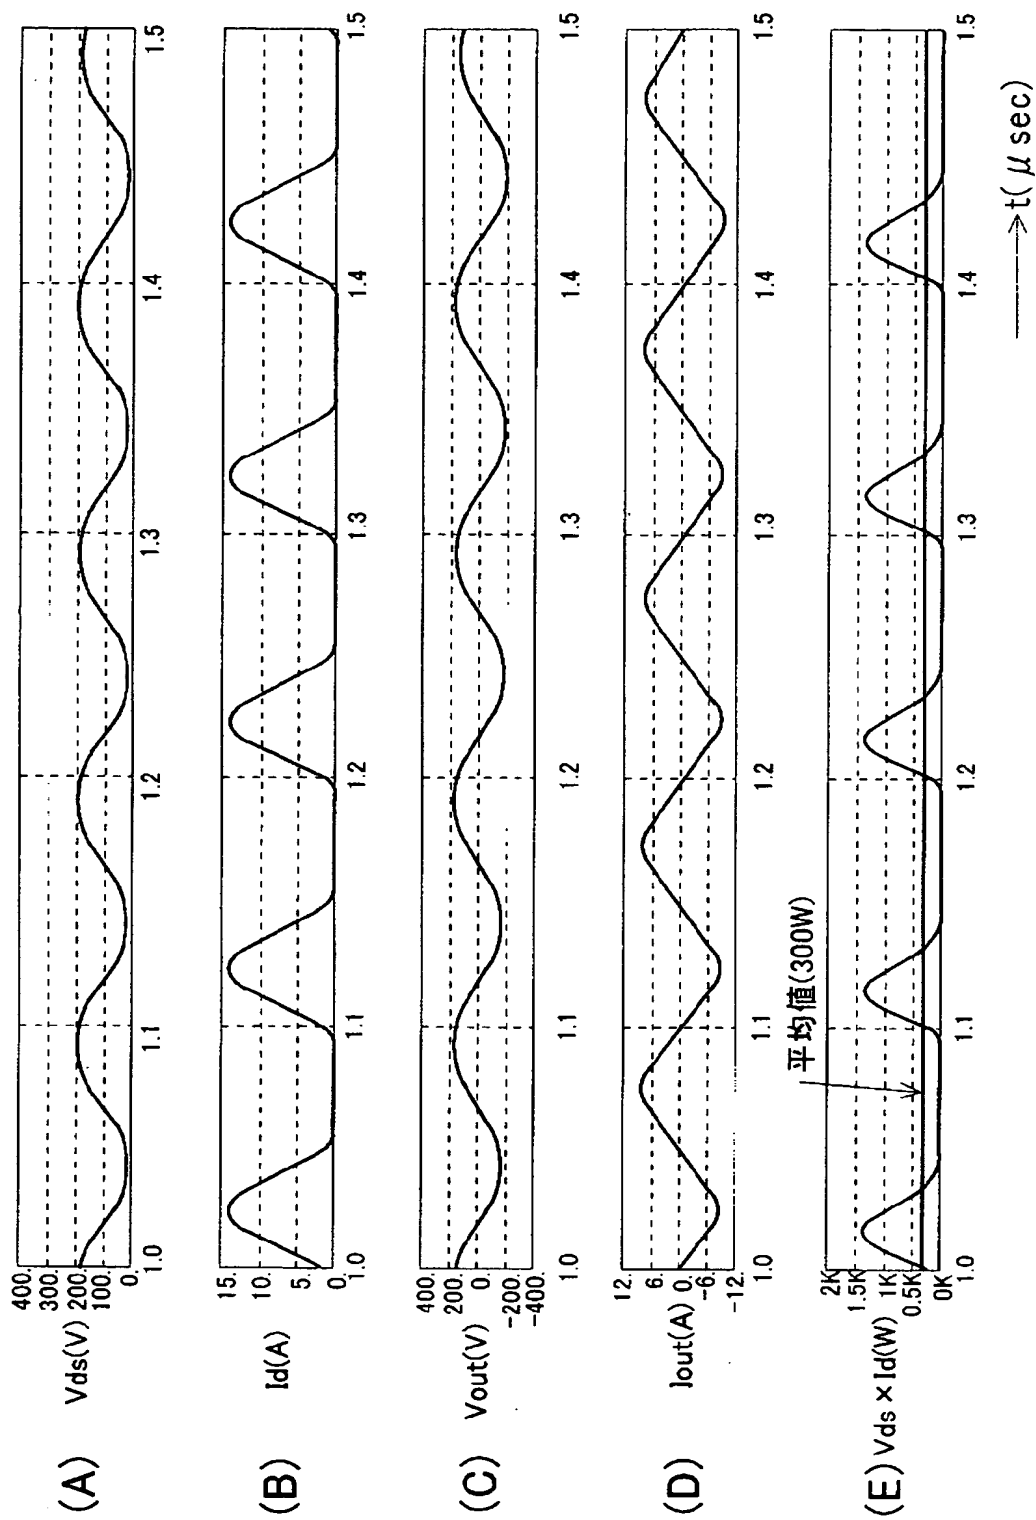 (A)
Vds(V)
400.
300.
200.
100.
0.
1.0
1.1
1.2
1.3
1.4
1.5
(B)
Id(A)
15.
10.
5.
0.
1.0
1.1
1.2
1.3
1.4
1.5
(C)
Vout(V)
400.
200.
0.
-200.
-400.
1.0
1.1
1.2
1.3
1.4
1.5
(D)
Iout(A)
12.
6.
0.
-6.
-12.
1.0
1.1
1.2
1.3
1.4
1.5
(E)
Vds×Id(W)
2K
1.5K
1K
0.5K
0K
平均値(300W)
1.0
1.1
1.2
1.3
1.4
1.5
→t(μsec)